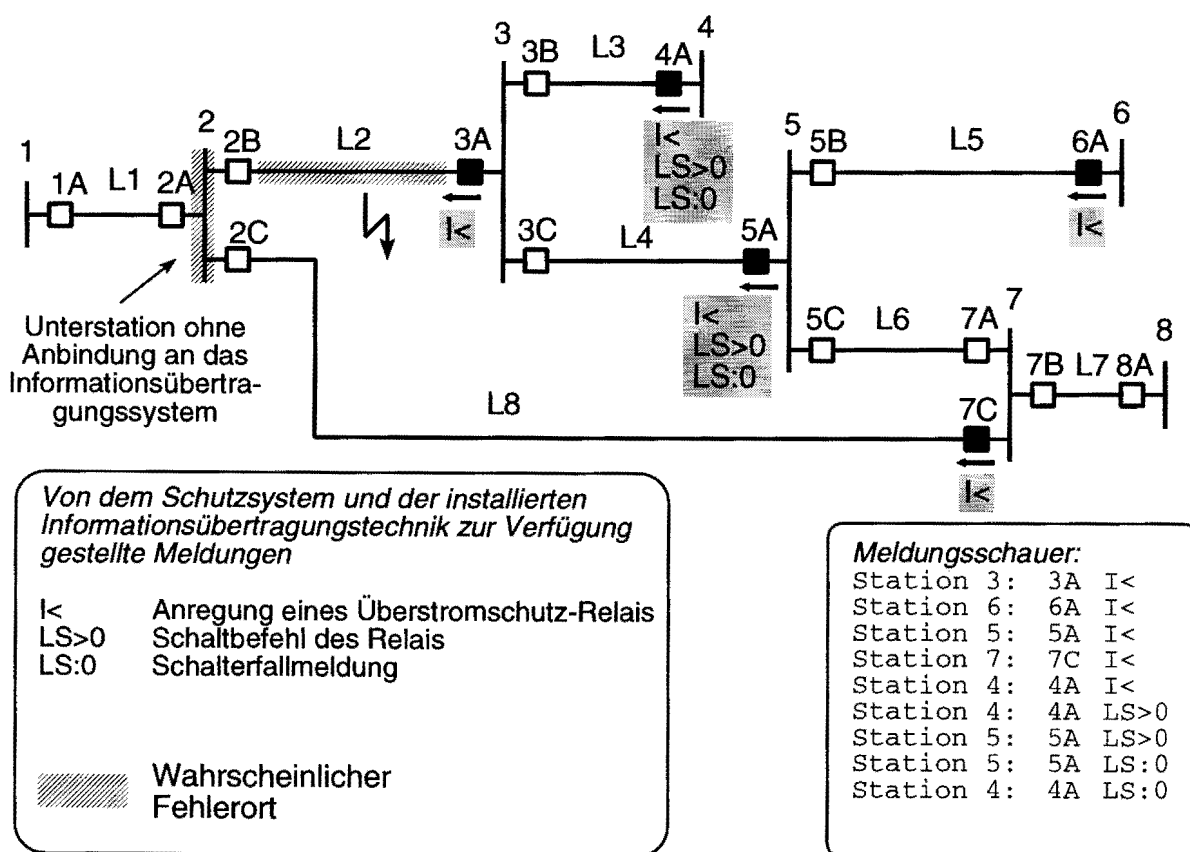 3
3B
L3
4A
4
I<
LS>0
LS:0
1
1A
L1
2A
2
2B
L2
3A
I<
2C
3C
L4
5A
I<
LS>0
LS:0
5
5B
L5
6A
6
I<
5C
L6
7A
7
7B
L7
8A
8
L8
7C
I<
Unterstation ohne
Anbindung an das
Informationsübertra-
gungssystem
Von dem Schutzsystem und der installierten
Informationsübertragungstechnik zur Verfügung
gestellte Meldungen
I< Anregung eines Überstromschutz-Relais
LS>0 Schaltbefehl des Relais
LS:0 Schalterfallmeldung
Wahrscheinlicher
Fehlerort
Meldungsschauer:
Station 3: 3A I<
Station 6: 6A I<
Station 5: 5A I<
Station 7: 7C I<
Station 4: 4A I<
Station 4: 4A LS>0
Station 5: 5A LS>0
Station 5: 5A LS:0
Station 4: 4A LS:0